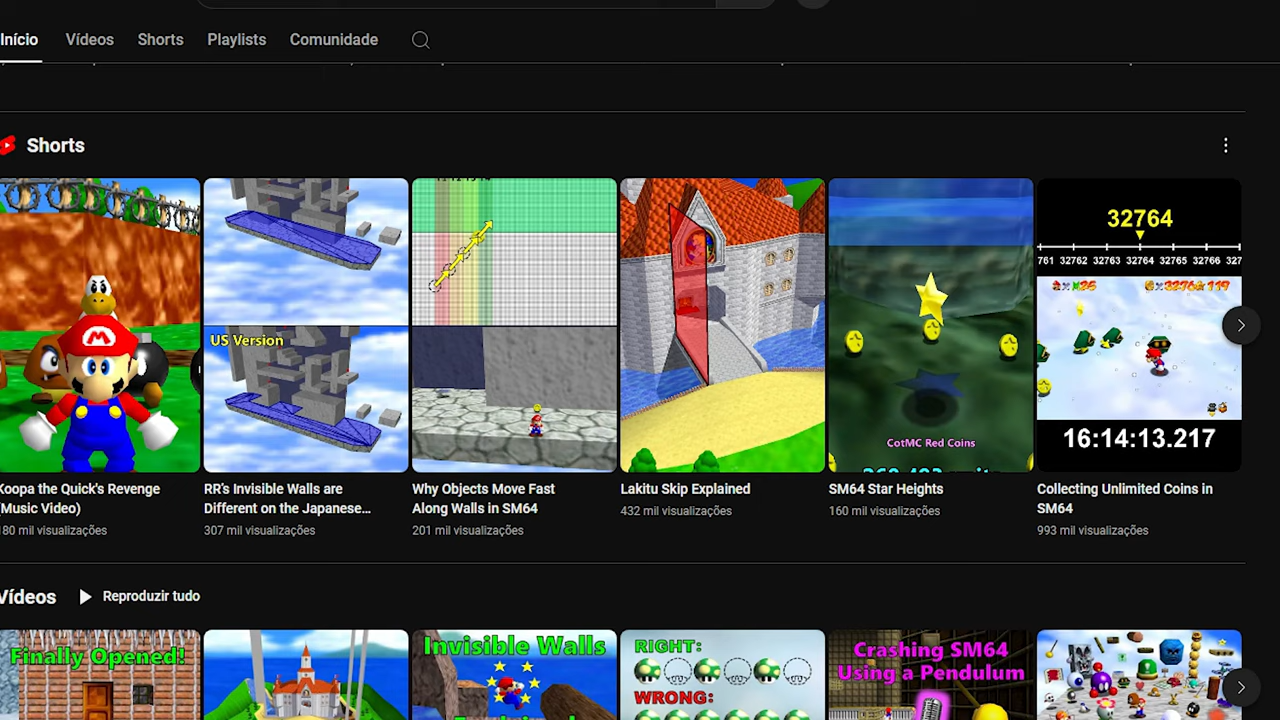 Início Vídeos Shorts Playlists Comunidade
Shorts
US Version
32764
761 32762 32763 32764 32765 32766 327
CotMC Red Coins
16:14:13.217
Koopa the Quick's Revenge
(Music Video)
180 mil visualizações
RR's Invisible Walls are
Different on the Japanese...
307 mil visualizações
Why Objects Move Fast
Along Walls in SM64
201 mil visualizações
Lakitu Skip Explained
432 mil visualizações
SM64 Star Heights
160 mil visualizações
Collecting Unlimited Coins in
SM64
993 mil visualizações
Vídeos Reproduzir tudo
Finally Opened!
Invisible Walls
RIGHT:
WRONG:
Crashing SM64
Using a Pendulum